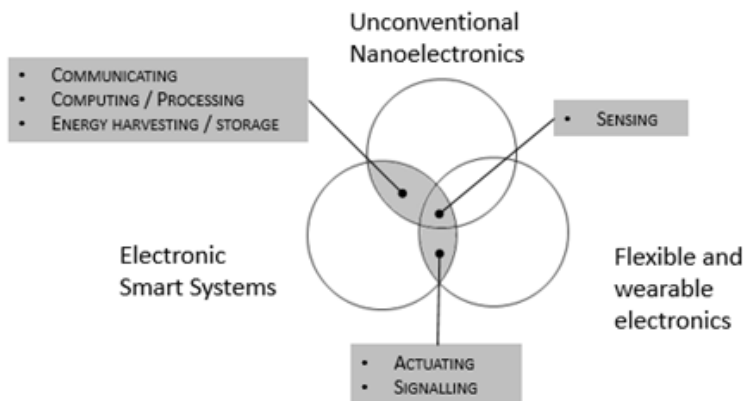 Unconventional
Nanoelectronics
• COMMUNICATING
• COMPUTING / PROCESSING
• ENERGY HARVESTING / STORAGE
• SENSING
Electronic
Smart Systems
Flexible and
wearable
electronics
• ACTUATING
• SIGNALLING